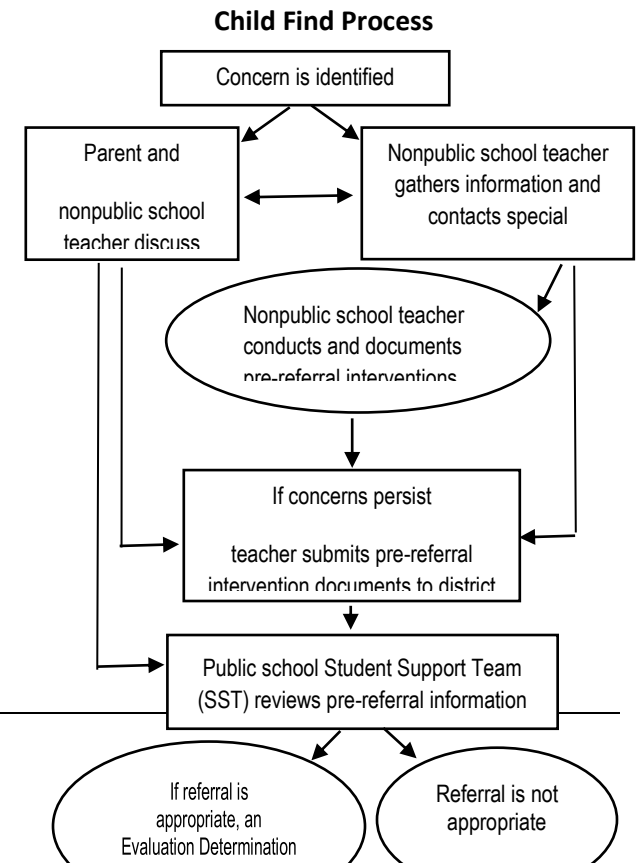 Child Find Process
Concern is identified
Parent and
nonpublic school
teacher discuss
Nonpublic school teacher
gathers information and
contacts special
Nonpublic school teacher
conducts and documents
pre-referral interventions
If concerns persist
teacher submits pre-referral
intervention documents to district
Public school Student Support Team
(SST) reviews pre-referral information
If referral is
appropriate, an
Evaluation Determination
Referral is not
appropriate